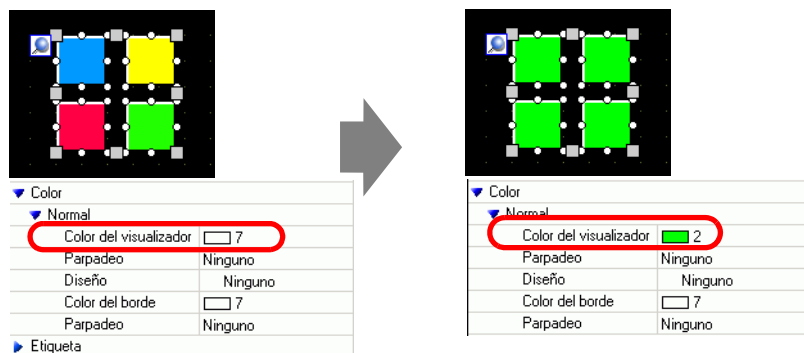 Color
Normal
Color del visualizador 7
Parpadeo Ninguno
Diseño Ninguno
Color del borde 7
Parpadeo Ninguno
Etiqueta
Color
Normal
Color del visualizador 2
Parpadeo Ninguno
Diseño Ninguno
Color del borde 7
Parpadeo Ninguno